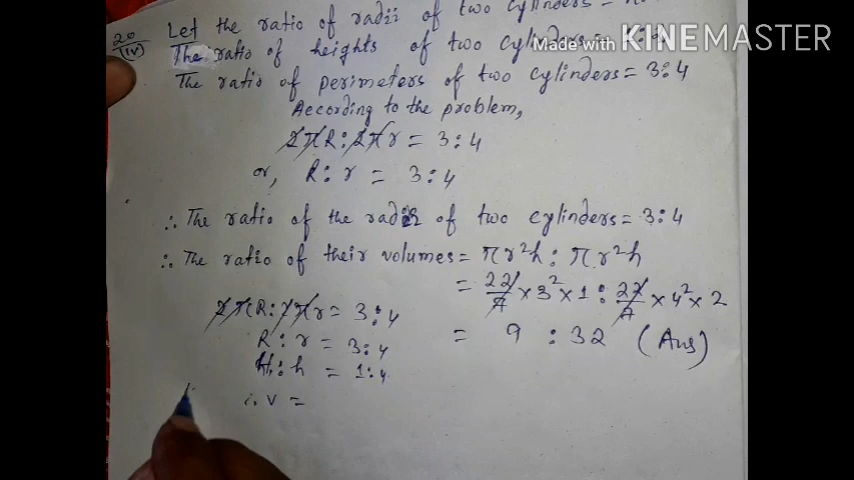 20
(iv)
Let the ratio of radii of two cylinders =
The ratio of heights of two cylinders =
Made with KINEMASTER
The ratio of perimeters of two cylinders = 3:4
According to the problem,
2πR : 2πr = 3:4
or, R : r = 3:4
∴ The ratio of the radii of two cylinders = 3:4
∴ The ratio of their volumes = πr²h : πr²h
= 22/7 × 3² × 1 : 22/7 × 4² × 2
= 9 : 32 (Ans)
2πR : 2πr = 3:4
R : r = 3:4
H : h = 1:4
∴ v =